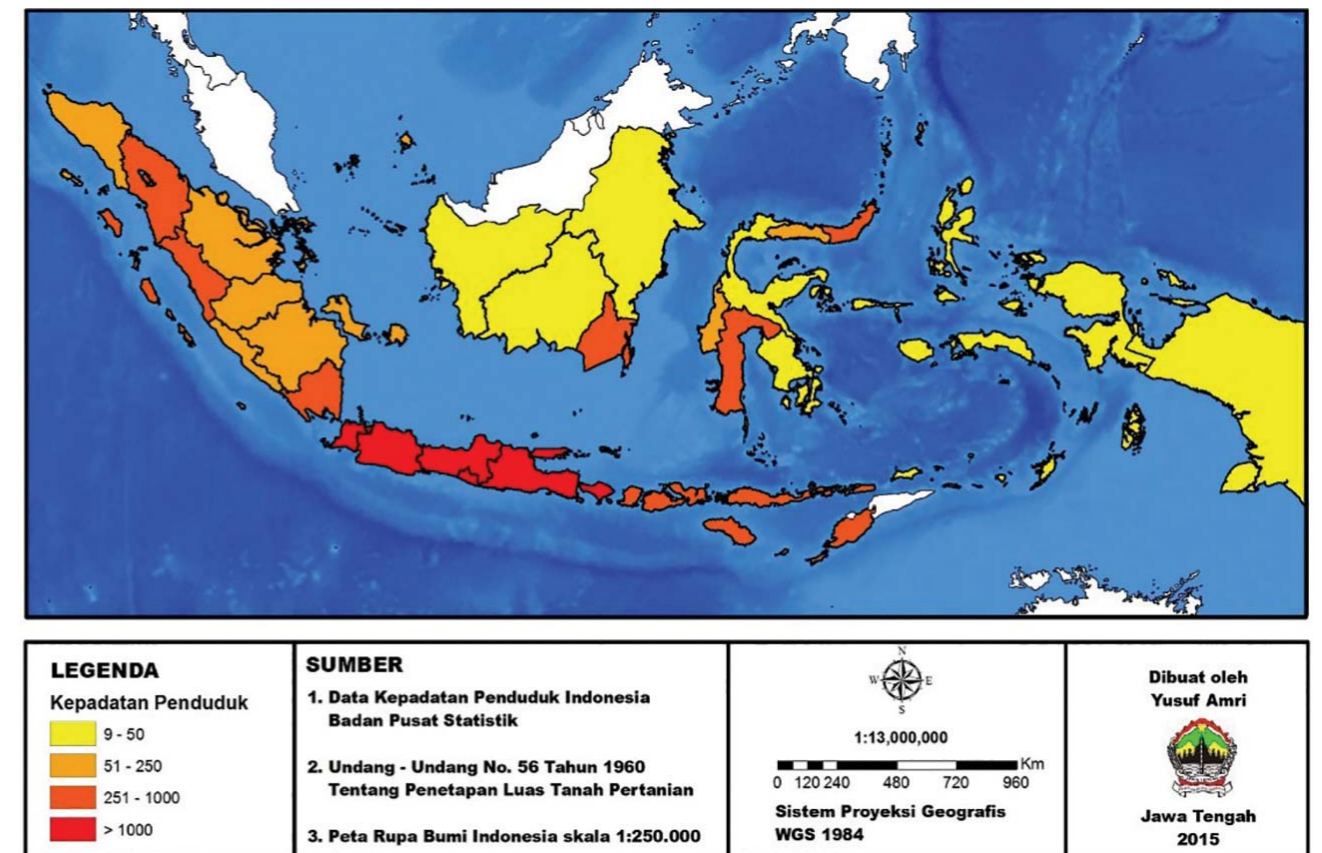 LEGENDA
Kepadatan Penduduk
9 - 50
51 - 250
251 - 1000
> 1000
SUMBER
1. Data Kepadatan Penduduk Indonesia
Badan Pusat Statistik
2. Undang - Undang No. 56 Tahun 1960
Tentang Penetapan Luas Tanah Pertanian
3. Peta Rupa Bumi Indonesia skala 1:250.000
N
W E
S
1:13,000,000
Km
0 120 240 480 720 960
Sistem Proyeksi Geografis
WGS 1984
Dibuat oleh
Yusuf Amri
Jawa Tengah
2015